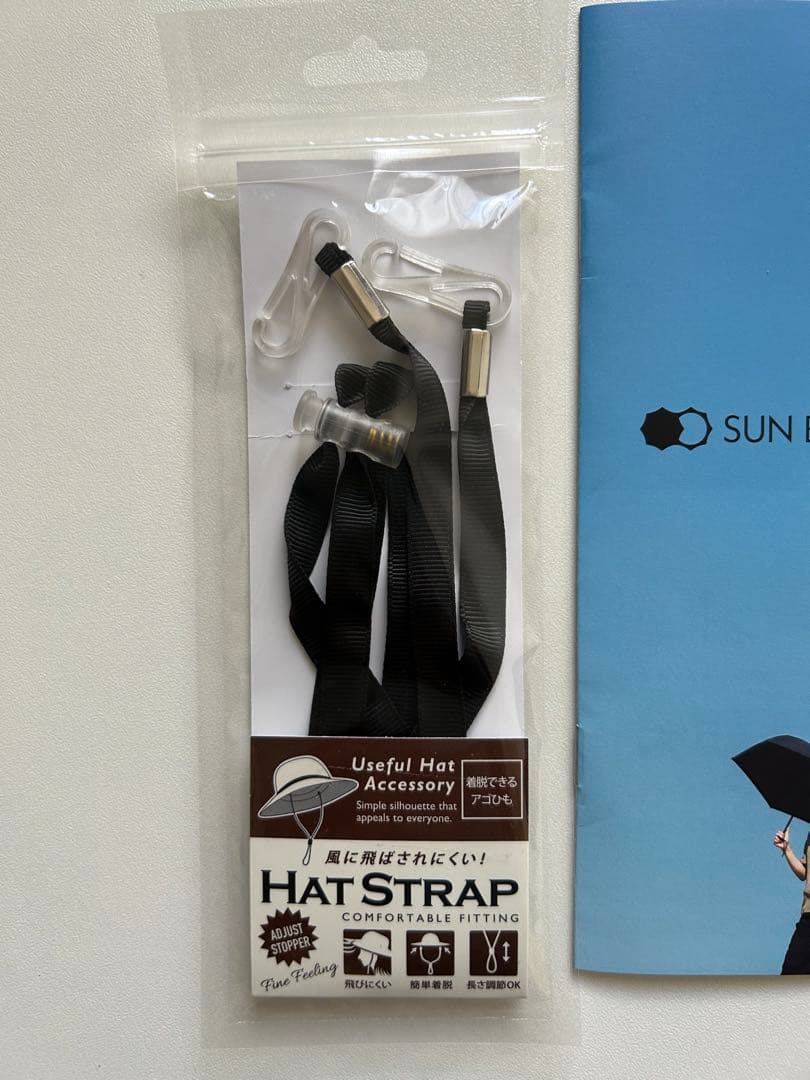 SUN
Useful Hat
Accessory
Simple silhouette that
appeals to everyone.
着脱できる
アゴひも
風に飛ばされにくい!
HAT STRAP
COMFORTABLE FITTING
ADJUST
STOPPER
Fine Feeling
飛びにくい
簡単着脱
長さ調節OK